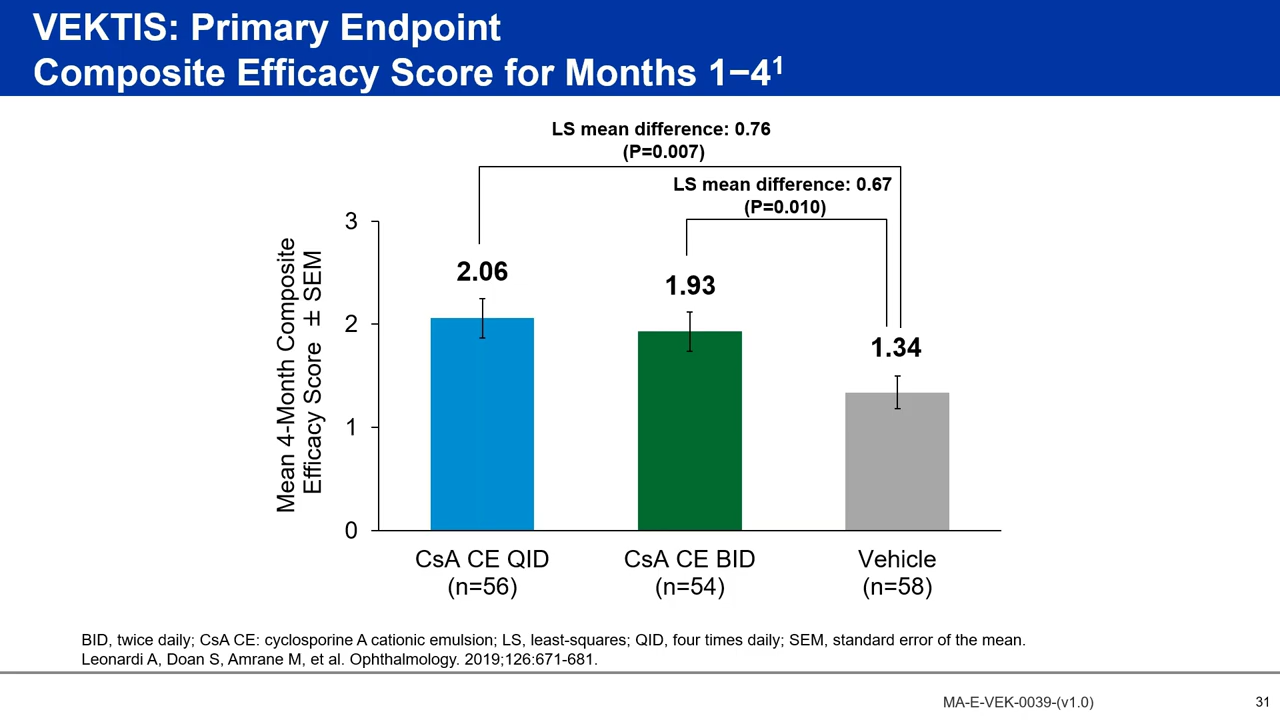 VEKTIS: Primary Endpoint
Composite Efficacy Score for Months 1−4¹
LS mean difference: 0.76
(P=0.007)
LS mean difference: 0.67
(P=0.010)
Mean 4-Month Composite
Efficacy Score ± SEM
3
2
1
0
2.06
1.93
1.34
CsA CE QID
(n=56)
CsA CE BID
(n=54)
Vehicle
(n=58)
BID, twice daily; CsA CE: cyclosporine A cationic emulsion; LS, least-squares; QID, four times daily; SEM, standard error of the mean.
Leonardi A, Doan S, Amrane M, et al. Ophthalmology. 2019;126:671-681.
MA-E-VEK-0039-(v1.0)
31